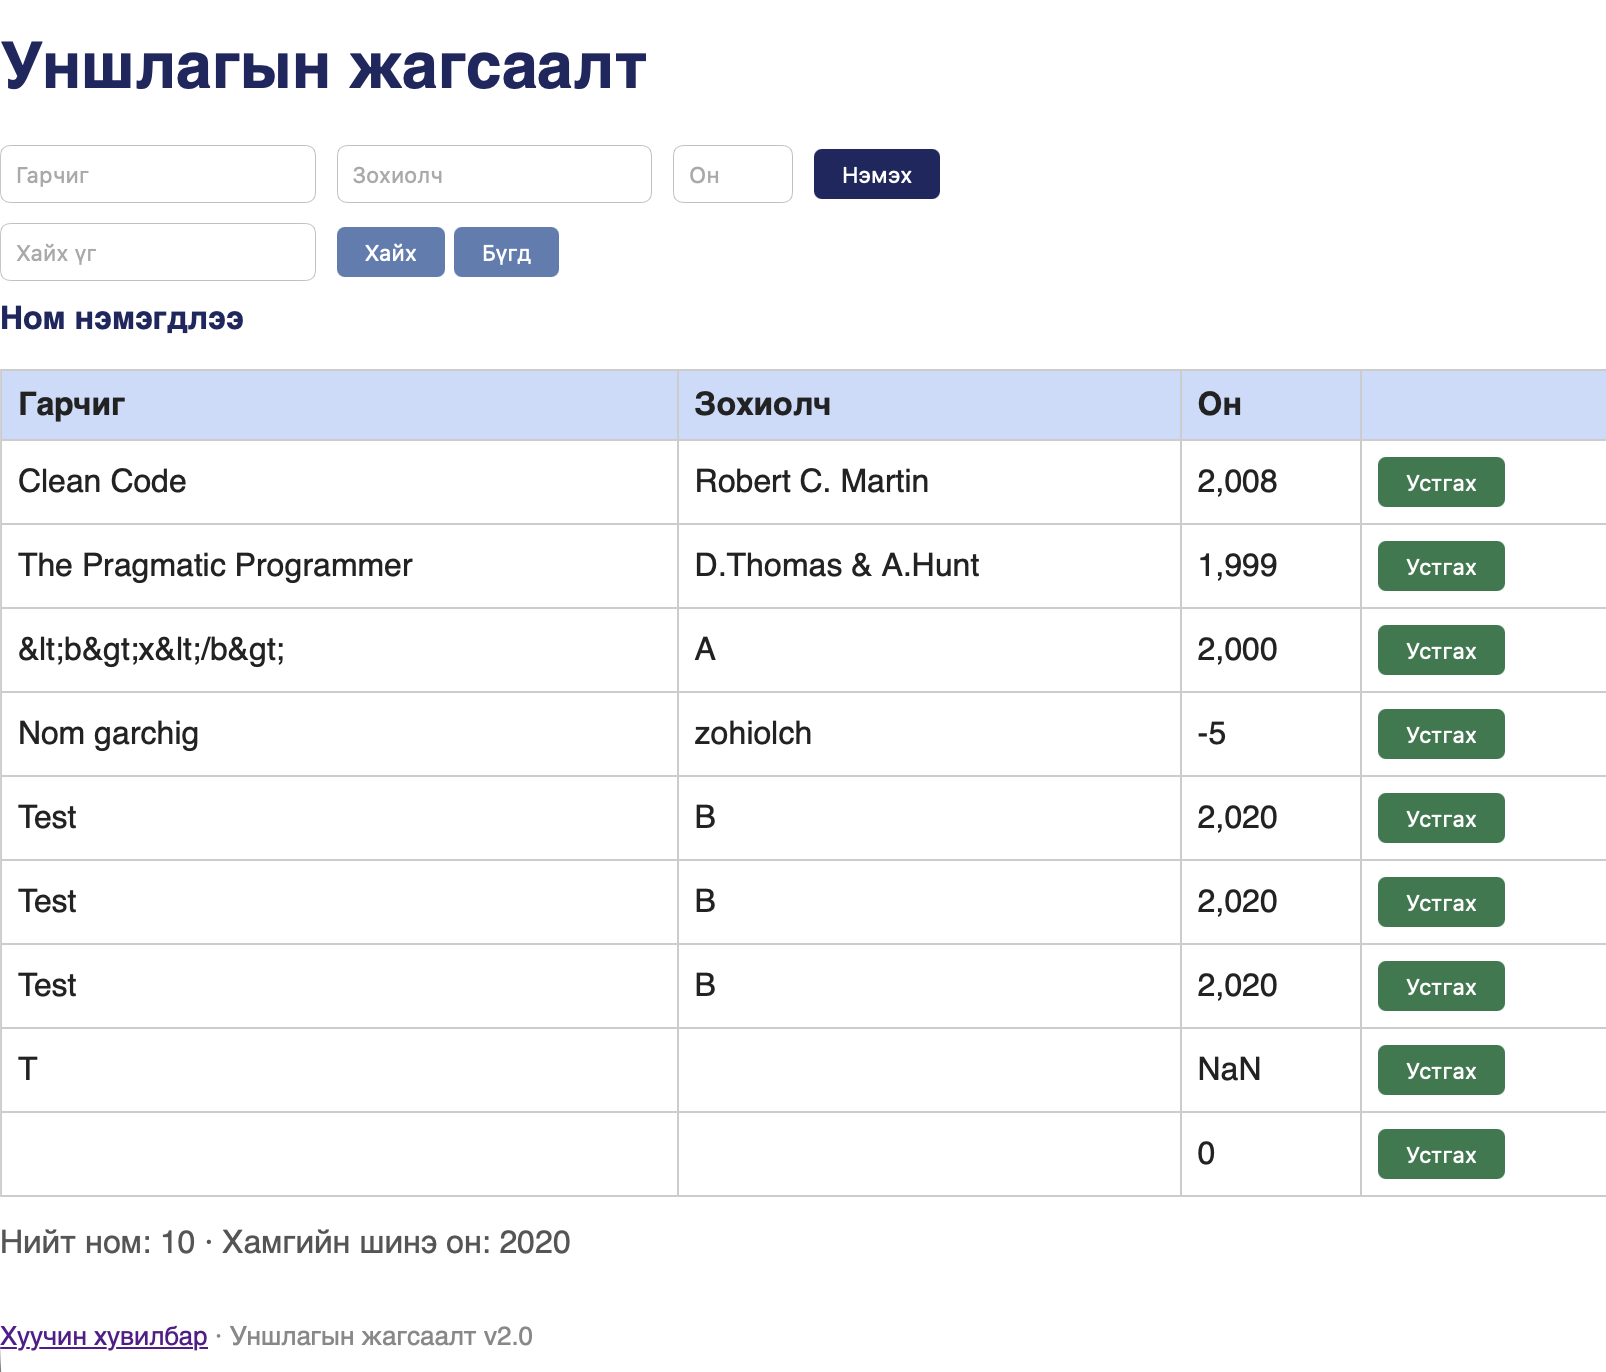 Уншлагын жагсаалт
Гарчиг Зохиолч Он Нэмэх
Хайх үг Хайх Бүгд
Ном нэмэгдлээ
Гарчиг Зохиолч Он
Clean Code Robert C. Martin 2,008 Устгах
The Pragmatic Programmer D.Thomas & A.Hunt 1,999 Устгах
&lt;b&gt;x&lt;/b&gt; A 2,000 Устгах
Nom garchig zohiolch -5 Устгах
Test B 2,020 Устгах
Test B 2,020 Устгах
Test B 2,020 Устгах
T NaN Устгах
0 Устгах
Нийт ном: 10 · Хамгийн шинэ он: 2020
Хуучин хувилбар · Уншлагын жагсаалт v2.0